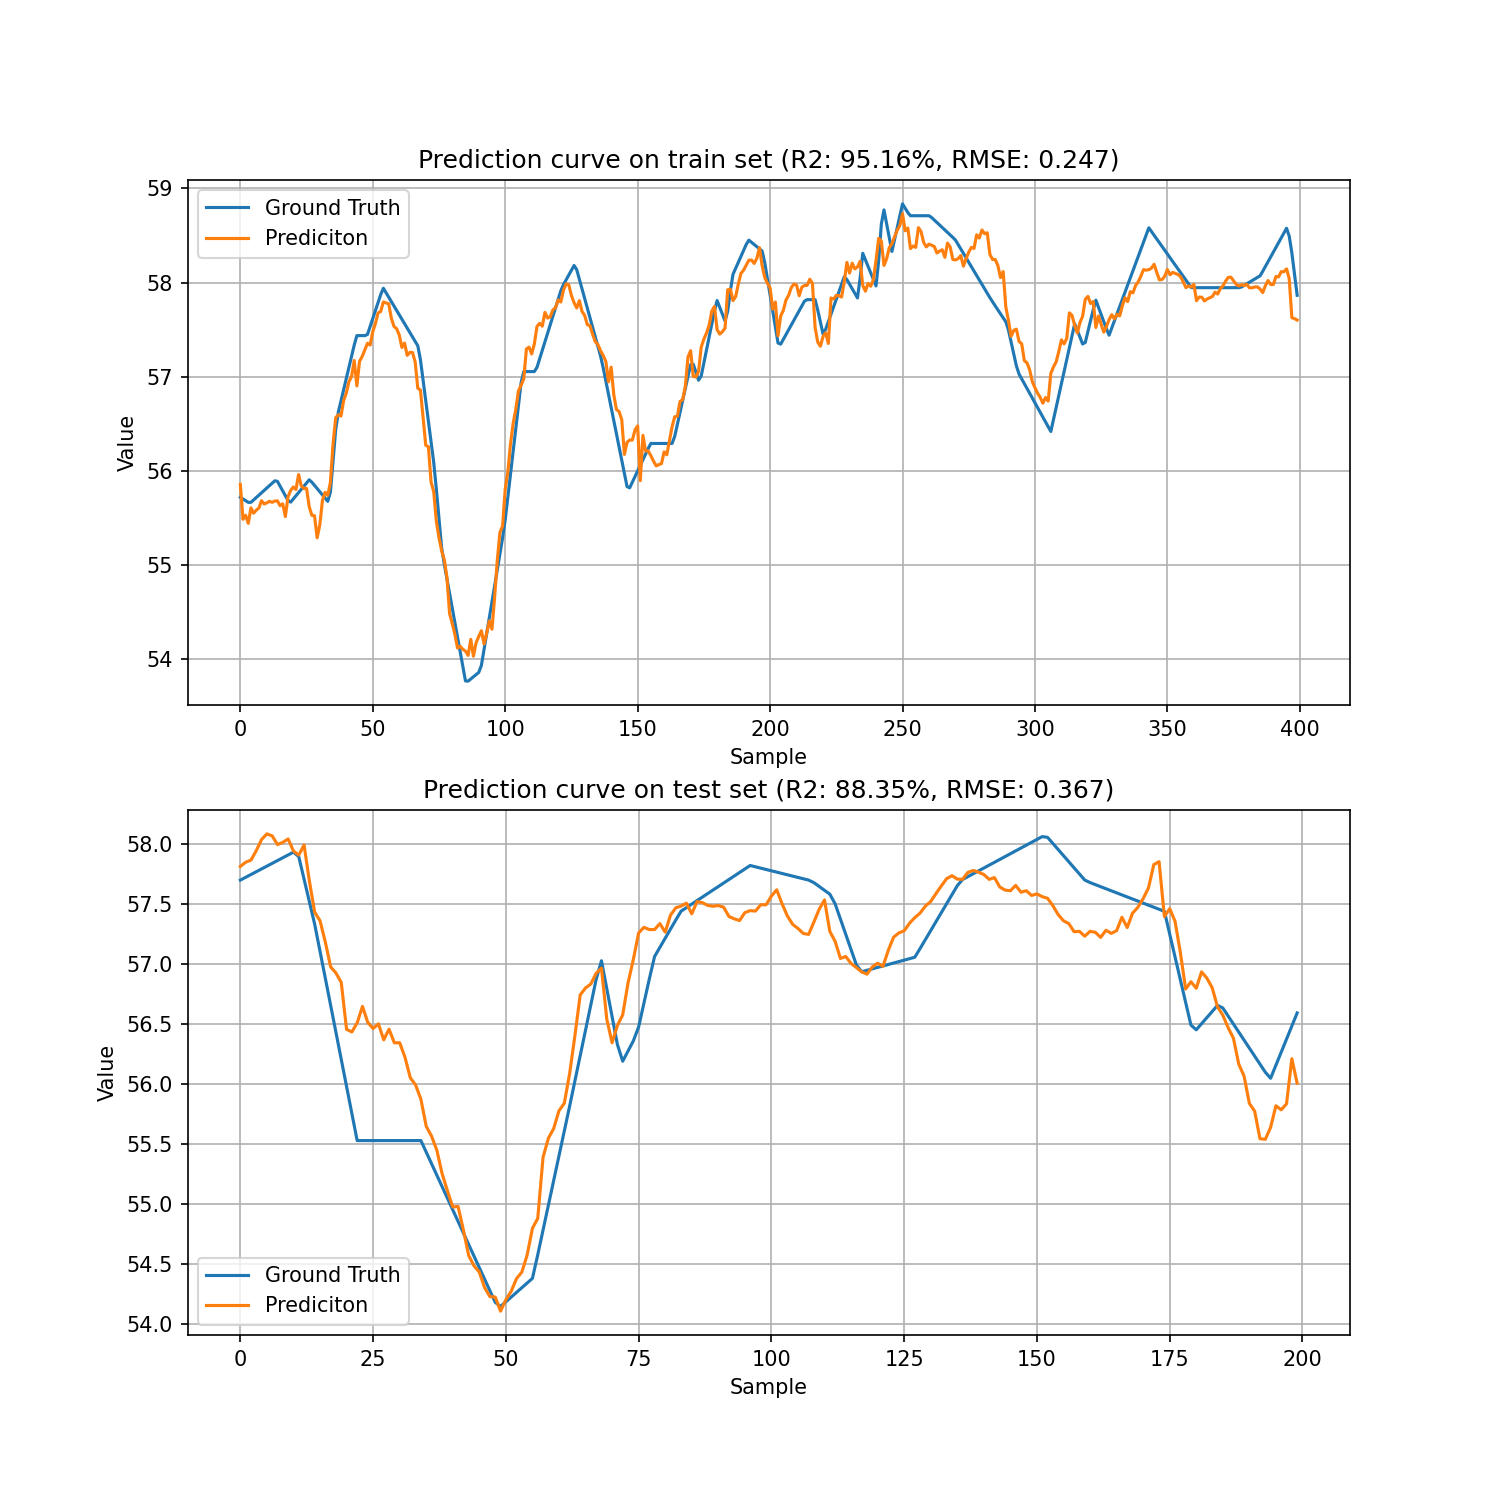 Prediction curve on train set (R2: 95.16%, RMSE: 0.247)
59
58
57
56
55
54
Value
Ground Truth
Prediciton
0 50 100 150 200 250 300 350 400
Sample
Prediction curve on test set (R2: 88.35%, RMSE: 0.367)
58.0
57.5
57.0
56.5
56.0
55.5
55.0
54.5
54.0
Value
Ground Truth
Prediciton
0 25 50 75 100 125 150 175 200
Sample